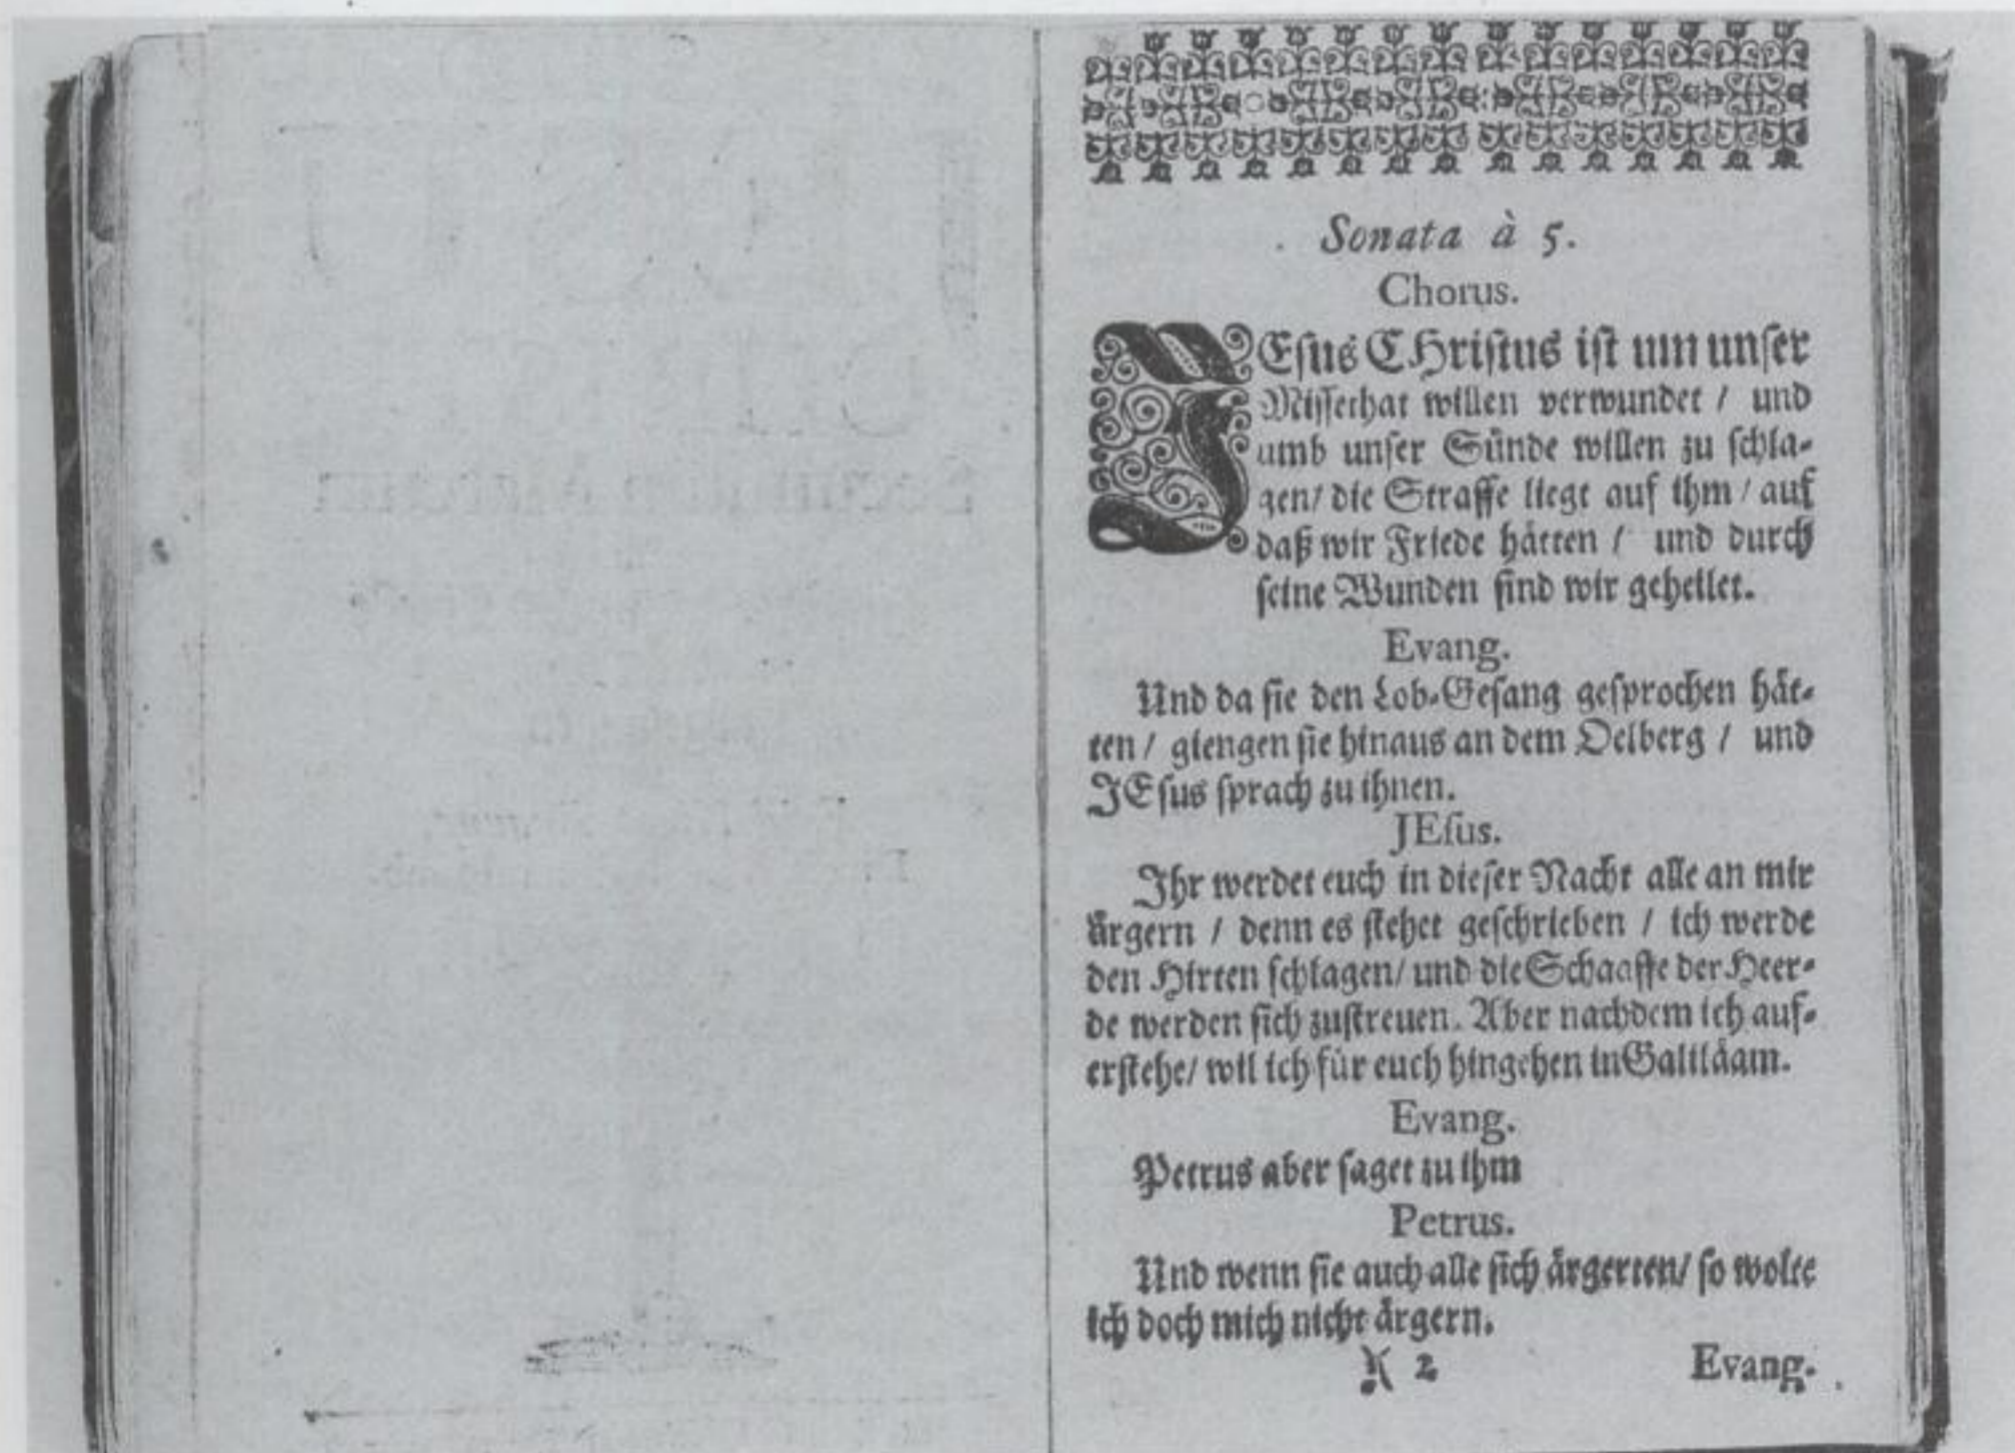 Sonata à 5.
Chorus.
JEſus CHriſtus iſt um unſer
Miſſethat willen verwundet / und
umb unſer Sünde willen zu ſchla-
gen/ die Straffe liegt auf ihm / auf
daß wir Friede hätten / und durch
ſeine Wunden ſind wir geheilet.
Evang.
Und da ſie den Lob-Geſang geſprochen hät-
ten / giengen ſie hinaus an dem Oelberg / und
JEſus ſprach zu ihnen.
JEſus.
Ihr werdet euch in dieſer Nacht alle an mir
ärgern / denn es ſtehet geſchrieben / ich werde
den Hirten ſchlagen/ und die Schaaffe der Heer-
de werden ſich zuſtreuen. Aber nachdem ich auf-
erſtehe/ wil ich für euch hingehen in Galiläam.
Evang.
Petrus aber ſaget zu ihm
Petrus.
Und wenn ſie auch alle ſich ärgerten/ ſo wolte
ich doch mich nicht ärgern.
2 Evang.